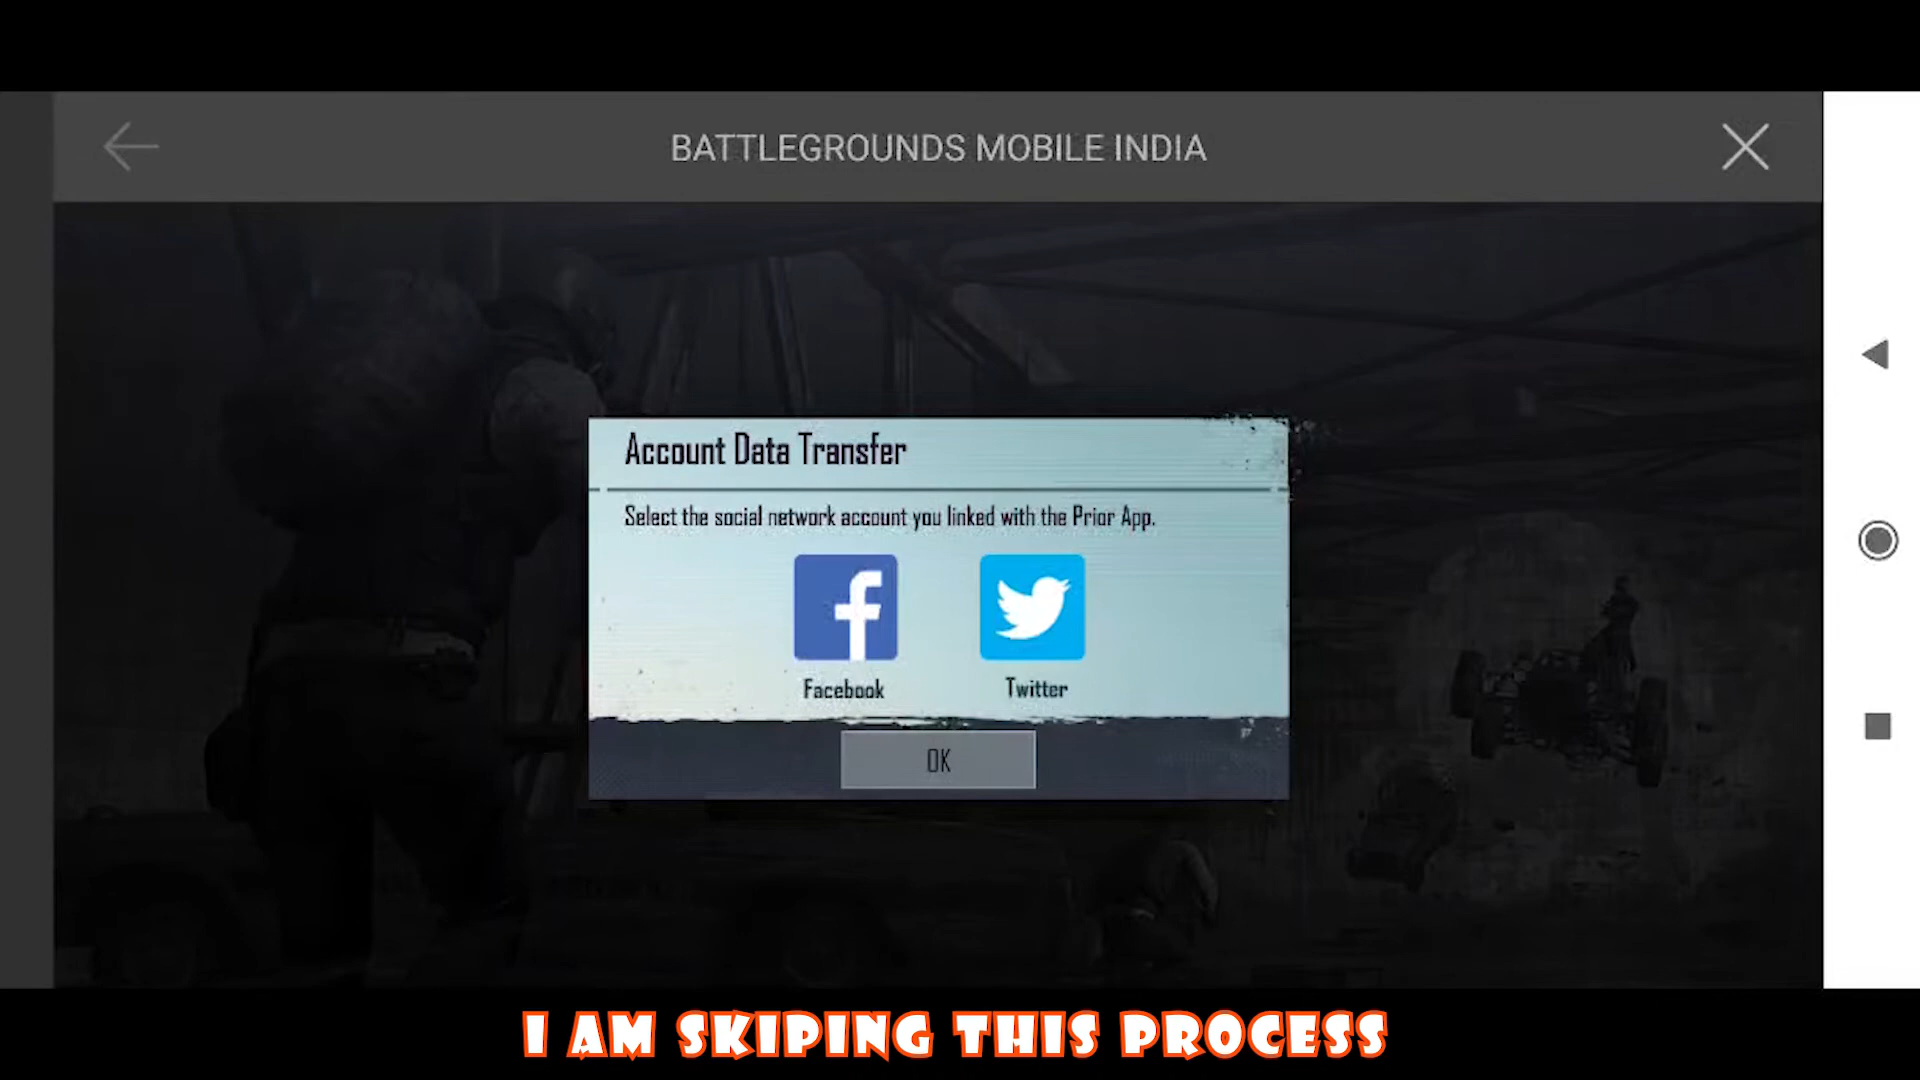 BATTLEGROUNDS MOBILE INDIA
Account Data Transfer
Select the social network account you linked with the Prior App.
Facebook
Twitter
OK
I AM SKIPING THIS PROCESS